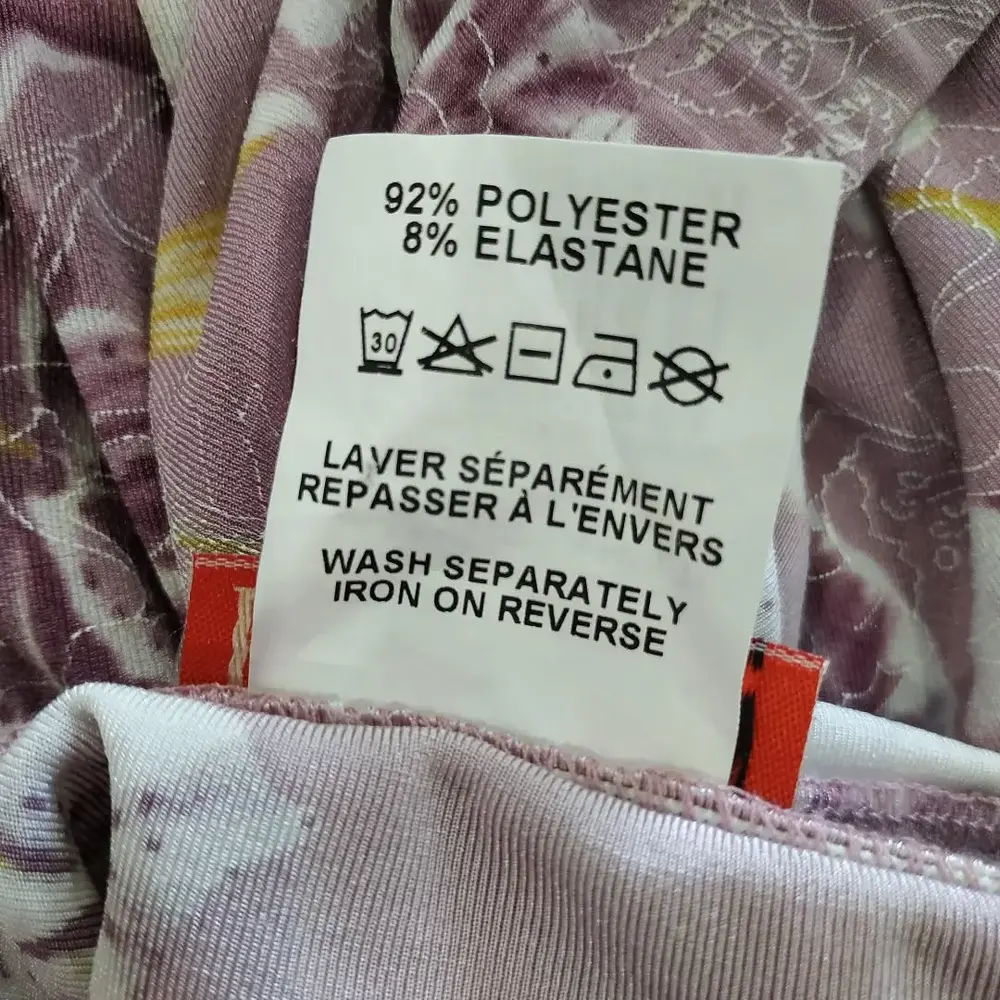 92% POLYESTER
8% ELASTANE
30
LAVER SÉPARÉMENT
REPASSER À L'ENVERS
WASH SEPARATELY
IRON ON REVERSE